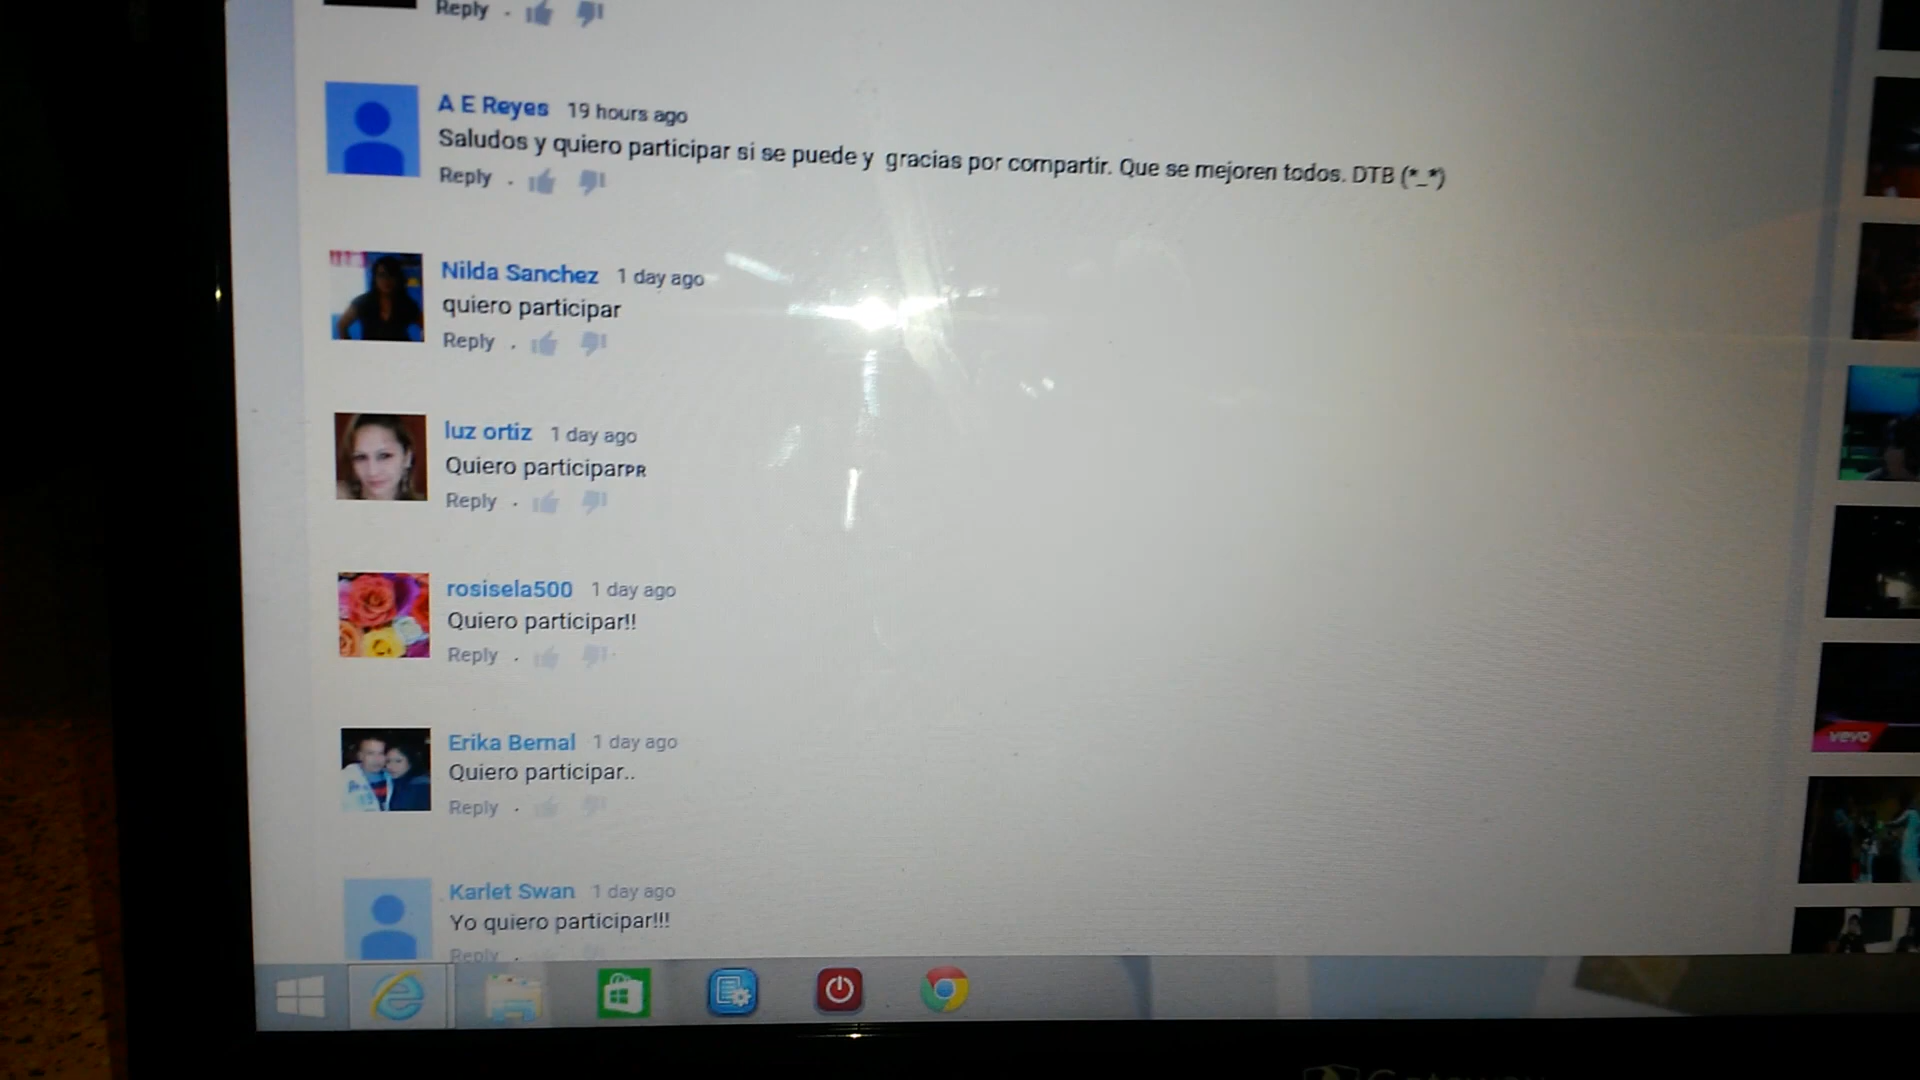 Reply .
A E Reyes 19 hours ago
Saludos y quiero participar si se puede y gracias por compartir. Que se mejoren todos. DTB (*_*)
Reply .
Nilda Sanchez 1 day ago
quiero participar
Reply .
luz ortiz 1 day ago
Quiero participarPR
Reply .
rosisela500 1 day ago
Quiero participar!!
Reply .
Erika Bernal 1 day ago
Quiero participar..
Reply .
Karlet Swan 1 day ago
Yo quiero participar!!!
Reply .
vevo